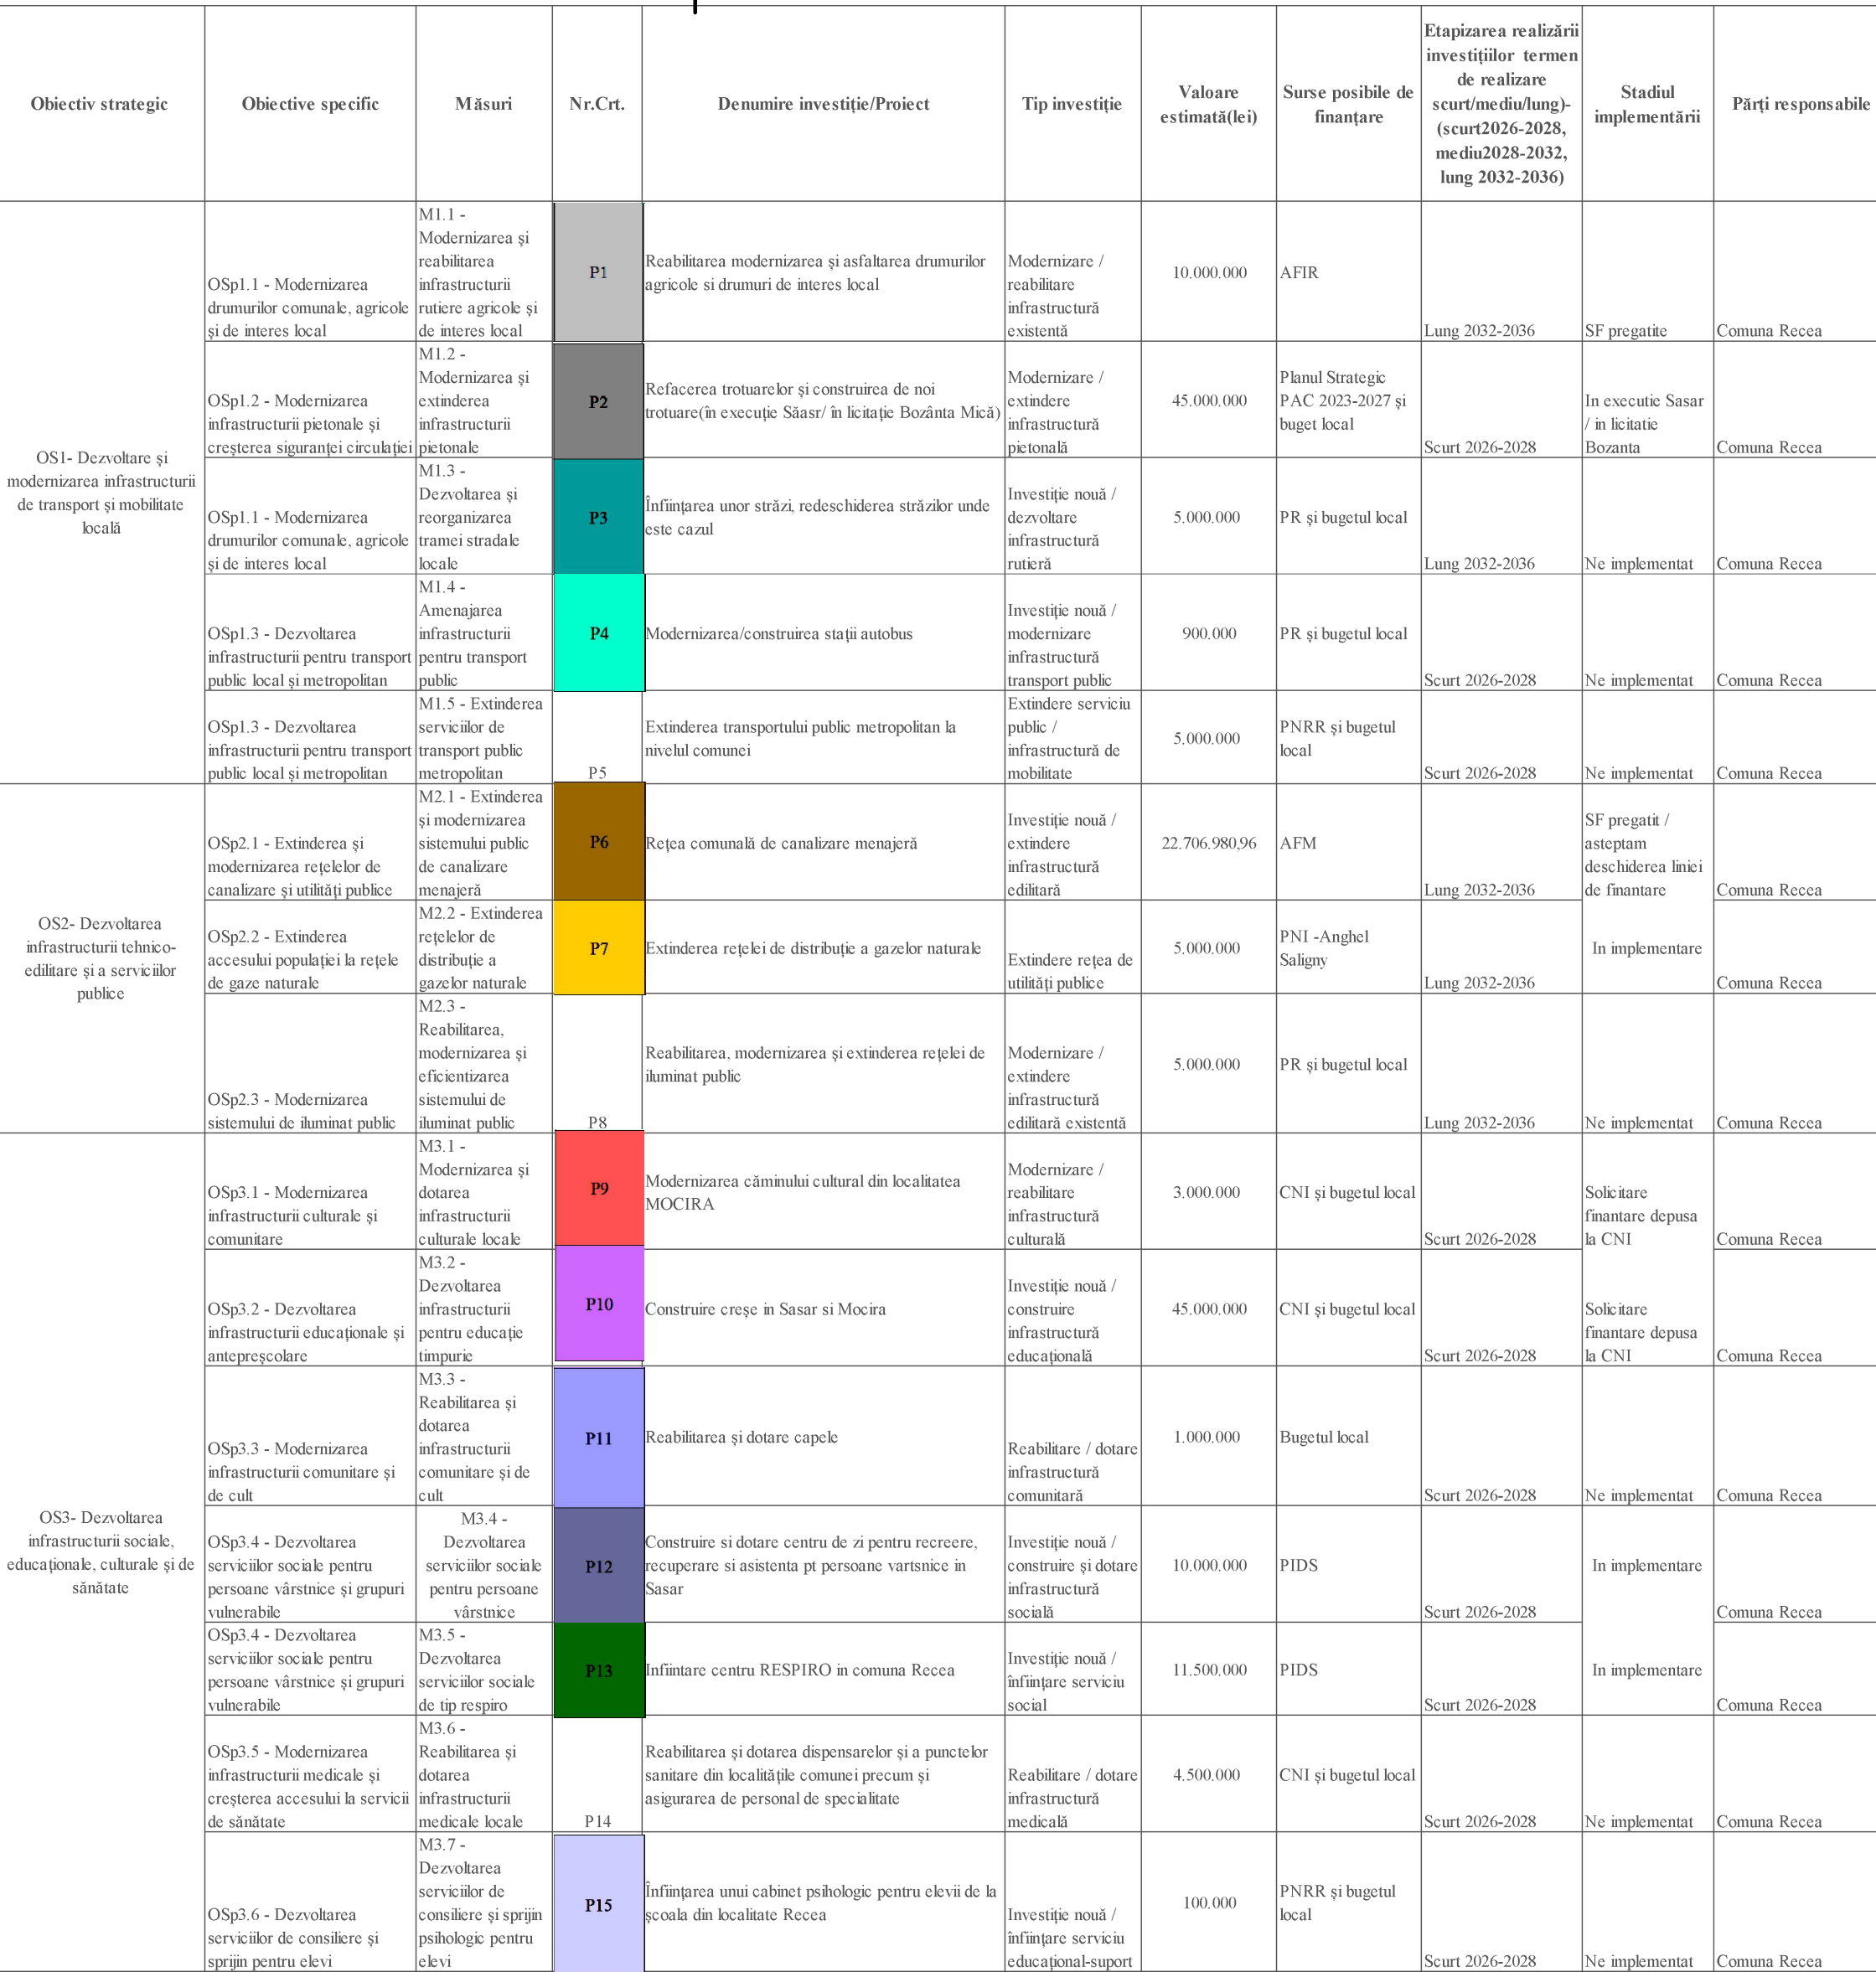 Obiectiv strategic
Obiective specific
Măsuri
Nr.Crt.
Denumire investiție/Proiect
Tip investiție
Valoare
estimată(lei)
Surse posibile de
finanțare
Etapizarea realizării
investițiilor termen
de realizare
scurt/mediu/lung)-
(scurt2026-2028,
mediu2028-2032,
lung 2032-2036)
Stadiul
implementării
Părți responsabile
OS1- Dezvoltare și
modernizarea infrastructurii
de transport și mobilitate
locală
OSp1.1 - Modernizarea
drumurilor comunale, agricole
și de interes local
M1.1 -
Modernizarea și
reabilitarea
infrastructurii
rutiere agricole și
de interes local
P1
Reabilitarea modernizarea și asfaltarea drumurilor
agricole si drumuri de interes local
Modernizare /
reabilitare
infrastructură
existentă
10.000.000
AFIR
Lung 2032-2036
SF pregatite
Comuna Recea
OSp1.2 - Modernizarea
infrastructurii pietonale și
creșterea siguranței circulației
M1.2 -
Modernizarea și
extinderea
infrastructurii
pietonale
P2
Refacerea trotuarelor și construirea de noi
trotuare(în execuție Săasr/ în licitație Bozânta Mică)
Modernizare /
extindere
infrastructură
pietonală
45.000.000
Planul Strategic
PAC 2023-2027 și
buget local
Scurt 2026-2028
In executie Sasar
/ in licitatie
Bozanta
Comuna Recea
OSp1.1 - Modernizarea
drumurilor comunale, agricole
și de interes local
M1.3 -
Dezvoltarea și
reorganizarea
tramei stradale
locale
P3
Înființarea unor străzi, redeschiderea străzilor unde
este cazul
Investiție nouă /
dezvoltare
infrastructură
rutieră
5.000.000
PR și bugetul local
Lung 2032-2036
Ne implementat
Comuna Recea
OSp1.3 - Dezvoltarea
infrastructurii pentru transport
public local și metropolitan
M1.4 -
Amenajarea
infrastructurii
pentru transport
public
P4
Modernizarea/construirea stații autobus
Investiție nouă /
modernizare
infrastructură
transport public
900.000
PR și bugetul local
Scurt 2026-2028
Ne implementat
Comuna Recea
OSp1.3 - Dezvoltarea
infrastructurii pentru transport
public local și metropolitan
M1.5 - Extinderea
serviciilor de
transport public
metropolitan
P5
Extinderea transportului public metropolitan la
nivelul comunei
Extindere serviciu
public /
infrastructură de
mobilitate
5.000.000
PNRR și bugetul
local
Scurt 2026-2028
Ne implementat
Comuna Recea
OS2- Dezvoltarea
infrastructurii tehnico-
edilitare și a serviciilor
publice
OSp2.1 - Extinderea și
modernizarea rețelelor de
canalizare și utilități publice
M2.1 - Extinderea
și modernizarea
sistemului public
de canalizare
menajeră
P6
Rețea comunală de canalizare menajeră
Investiție nouă /
extindere
infrastructură
edilitară
22.706.980,96
AFM
Lung 2032-2036
SF pregatit /
asteptam
deschiderea liniei
de finantare
Comuna Recea
OSp2.2 - Extinderea
accesului populației la rețele
de gaze naturale
M2.2 - Extinderea
rețelelor de
distribuție a
gazelor naturale
P7
Extinderea rețelei de distribuție a gazelor naturale
Extindere rețea de
utilități publice
5.000.000
PNI -Anghel
Saligny
Lung 2032-2036
In implementare
Comuna Recea
OSp2.3 - Modernizarea
sistemului de iluminat public
M2.3 -
Reabilitarea,
modernizarea și
eficientizarea
sistemului de
iluminat public
P8
Reabilitarea, modernizarea și extinderea rețelei de
iluminat public
Modernizare /
extindere
infrastructură
edilitară existentă
5.000.000
PR și bugetul local
Lung 2032-2036
Ne implementat
Comuna Recea
OS3- Dezvoltarea
infrastructurii sociale,
educaționale, culturale și de
sănătate
OSp3.1 - Modernizarea
infrastructurii culturale și
comunitare
M3.1 -
Modernizarea și
dotarea
infrastructurii
culturale locale
P9
Modernizarea căminului cultural din localitatea
MOCIRA
Modernizare /
reabilitare
infrastructură
culturală
3.000.000
CNI și bugetul local
Scurt 2026-2028
Solicitare
finantare depusa
la CNI
Comuna Recea
OSp3.2 - Dezvoltarea
infrastructurii educaționale și
antepreșcolare
M3.2 -
Dezvoltarea
infrastructurii
pentru educație
timpurie
P10
Construire creșe in Sasar si Mocira
Investiție nouă /
construire
infrastructură
educațională
45.000.000
CNI și bugetul local
Scurt 2026-2028
Solicitare
finantare depusa
la CNI
Comuna Recea
OSp3.3 - Modernizarea
infrastructurii comunitare și
de cult
M3.3 -
Reabilitarea și
dotarea
infrastructurii
comunitare și de
cult
P11
Reabilitarea și dotare capele
Reabilitare / dotare
infrastructură
comunitară
1.000.000
Bugetul local
Scurt 2026-2028
Ne implementat
Comuna Recea
OSp3.4 - Dezvoltarea
serviciilor sociale pentru
persoane vârstnice și grupuri
vulnerabile
M3.4 -
Dezvoltarea
serviciilor sociale
pentru persoane
vârstnice
P12
Construire si dotare centru de zi pentru recreere,
recuperare si asistenta pt persoane vartsnice in
Sasar
Investiție nouă /
construire și dotare
infrastructură
socială
10.000.000
PIDS
Scurt 2026-2028
In implementare
Comuna Recea
OSp3.4 - Dezvoltarea
serviciilor sociale pentru
persoane vârstnice și grupuri
vulnerabile
M3.5 -
Dezvoltarea
serviciilor sociale
de tip respiro
P13
Infiintare centru RESPIRO in comuna Recea
Investiție nouă /
înființare serviciu
social
11.500.000
PIDS
Scurt 2026-2028
In implementare
Comuna Recea
OSp3.5 - Modernizarea
infrastructurii medicale și
creșterea accesului la servicii
de sănătate
M3.6 -
Reabilitarea și
dotarea
infrastructurii
medicale locale
P14
Reabilitarea și dotarea dispensarelor și a punctelor
sanitare din localitățile comunei precum și
asigurarea de personal de specialitate
Reabilitare / dotare
infrastructură
medicală
4.500.000
CNI și bugetul local
Scurt 2026-2028
Ne implementat
Comuna Recea
OSp3.6 - Dezvoltarea
serviciilor de consiliere și
sprijin pentru elevi
M3.7 -
Dezvoltarea
serviciilor de
consiliere și sprijin
psihologic pentru
elevi
P15
Înființarea unui cabinet psihologic pentru elevii de la
școala din localitate Recea
Investiție nouă /
înființare serviciu
educațional-suport
100.000
PNRR și bugetul
local
Scurt 2026-2028
Ne implementat
Comuna Recea